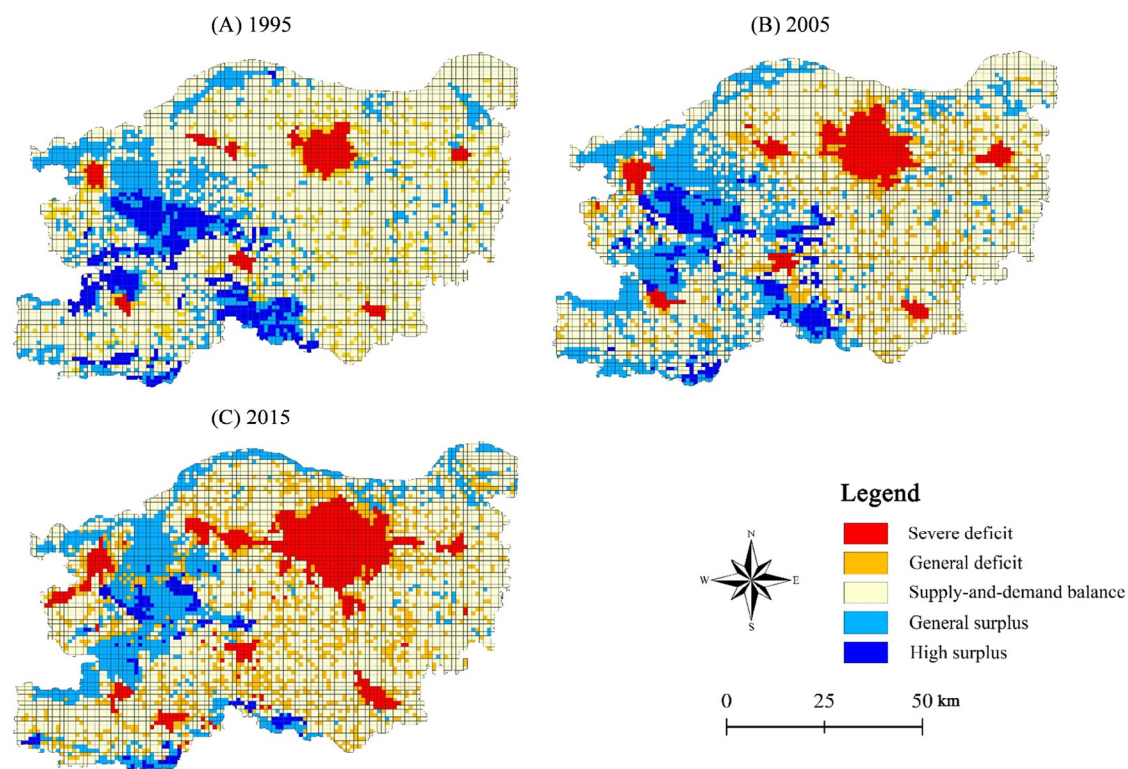 (A) 1995
(B) 2005
(C) 2015
Legend
Severe deficit
General deficit
Supply-and-demand balance
General surplus
High surplus
N
W E
S
0 25 50 km